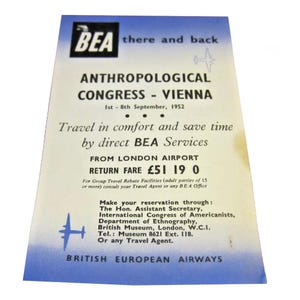 BEA there and back
ANTHROPOLOGICAL
CONGRESS - VIENNA
1st - 8th September, 1952
• • •
Travel in comfort and save time
by direct BEA Services
FROM LONDON AIRPORT
RETURN FARE £51 19 0
For Group Travel Rebate Facilities (adult parties of 15
or more) consult your Travel Agent or any BEA Office
Make your reservation through:
The Hon. Assistant Secretary,
International Congress of Americanists,
Department of Ethnography,
British Museum, London, W.C.1.
Tel.: Museum 8621 Ext. 118.
Or any Travel Agent.
BRITISH EUROPEAN AIRWAYS